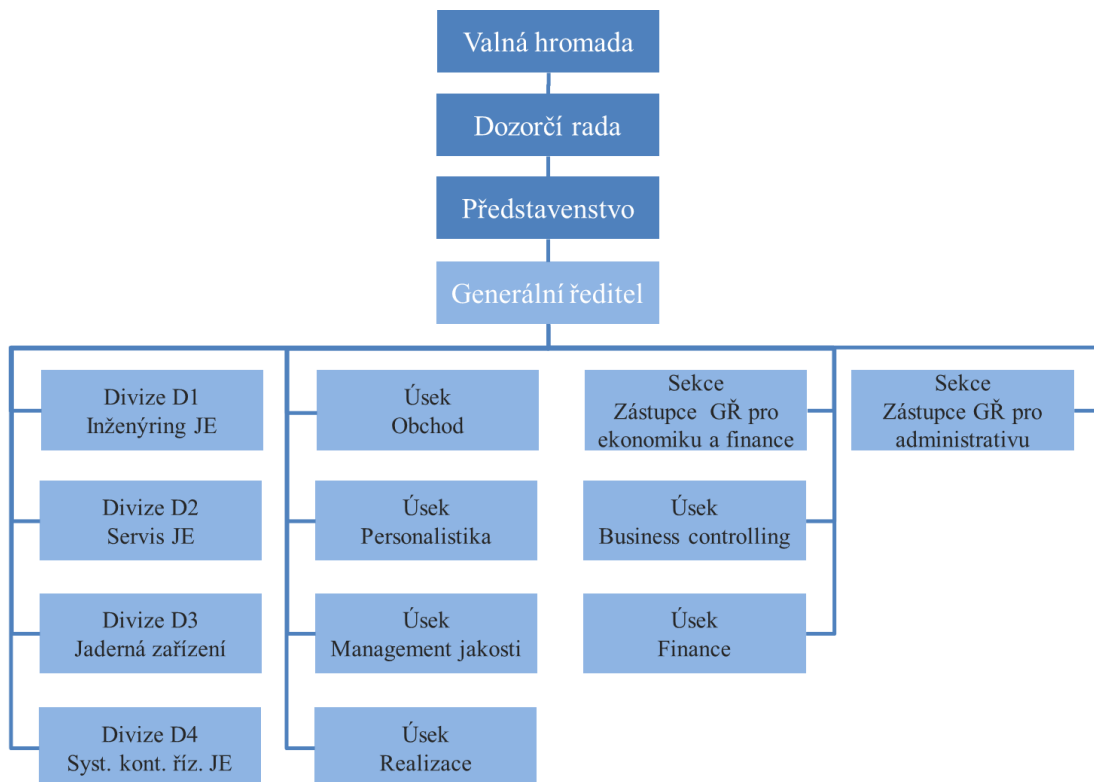 Valná hromada
Dozorčí rada
Představenstvo
Generální ředitel
Divize D1
Inženýring JE
Divize D2
Servis JE
Divize D3
Jaderná zařízení
Divize D4
Syst. kont. říz. JE
Úsek
Obchod
Úsek
Personalistika
Úsek
Management jakosti
Úsek
Realizace
Sekce
Zástupce GŘ pro
ekonomiku a finance
Úsek
Business controlling
Úsek
Finance
Sekce
Zástupce GŘ pro
administrativu